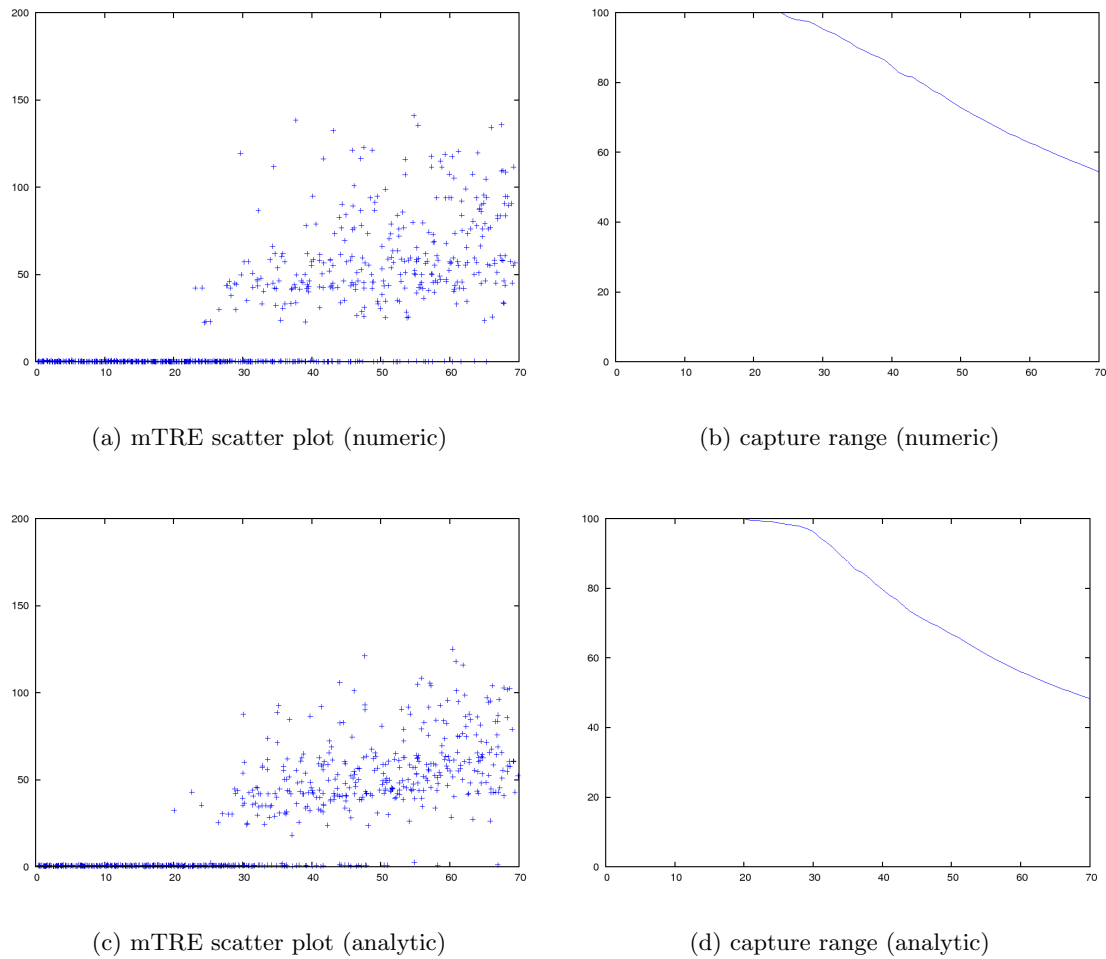 200
150
100
50
0
0 10 20 30 40 50 60 70
100
80
60
40
20
0
0 10 20 30 40 50 60 70
(a) mTRE scatter plot (numeric)
(b) capture range (numeric)
200
150
100
50
0
0 10 20 30 40 50 60 70
100
80
60
40
20
0
0 10 20 30 40 50 60 70
(c) mTRE scatter plot (analytic)
(d) capture range (analytic)